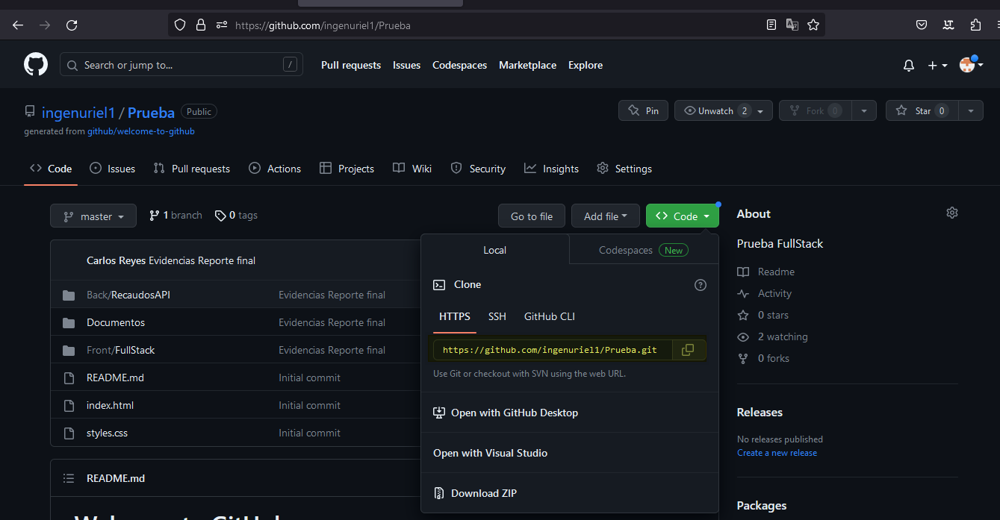 https://github.com/ingenuriel1/Prueba
Search or jump to... /
Pull requests Issues Codespaces Marketplace Explore
ingenuriel1 / Prueba Public
generated from github/welcome-to-github
Pin
Unwatch 2
Fork 0
Star 0
Code Issues Pull requests Actions Projects Wiki Security Insights Settings
master 1 branch 0 tags
Go to file Add file Code
Carlos Reyes Evidencias Reporte final
Back/RecaudosAPI Evidencias Reporte final
Documentos Evidencias Reporte final
Front/FullStack Evidencias Reporte final
README.md Initial commit
index.html Initial commit
styles.css Initial commit
README.md
Local Codespaces New
Clone
HTTPS SSH GitHub CLI
https://github.com/ingenuriel1/Prueba.git
Use Git or checkout with SVN using the web URL.
Open with GitHub Desktop
Open with Visual Studio
Download ZIP
About
Prueba FullStack
Readme
Activity
0 stars
2 watching
0 forks
Releases
No releases published
Create a new release
Packages